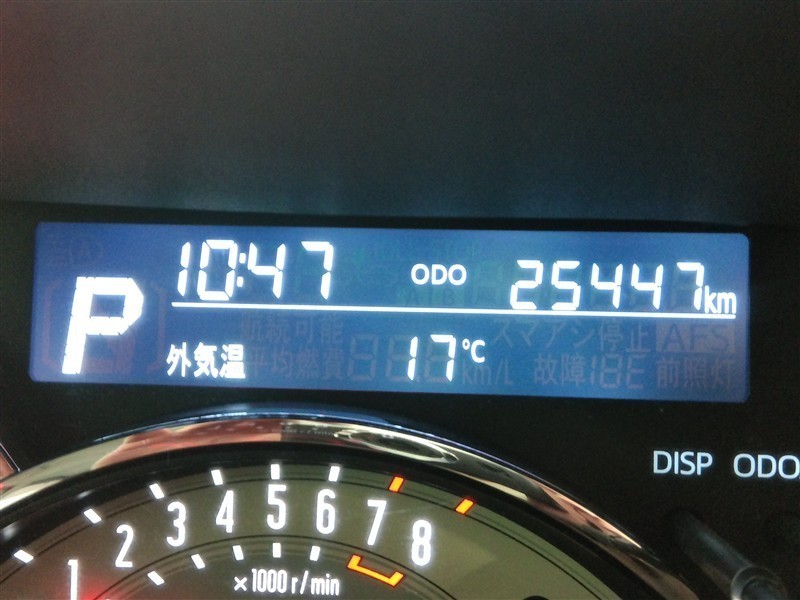 10:47 ODO 25447km
P
外気温 17℃
航続可能 スマアシ停止 AFS
平均燃費 km/L 故障 前照灯
DISP ODO
1 2 3 4 5 6 7 8
×1000 r/min